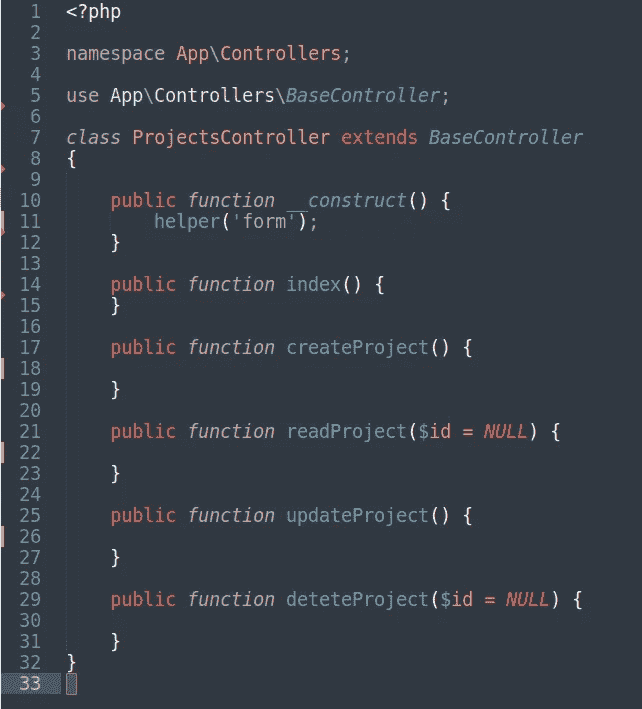 1 <?php
2
3 namespace App\Controllers;
4
5 use App\Controllers\BaseController;
6
7 class ProjectsController extends BaseController
8 {
9
10     public function __construct() {
11         helper('form');
12     }
13
14     public function index() {
15     }
16
17     public function createProject() {
18
19     }
20
21     public function readProject($id = NULL) {
22
23     }
24
25     public function updateProject() {
26
27     }
28
29     public function deteteProject($id = NULL) {
30
31     }
32 }
33